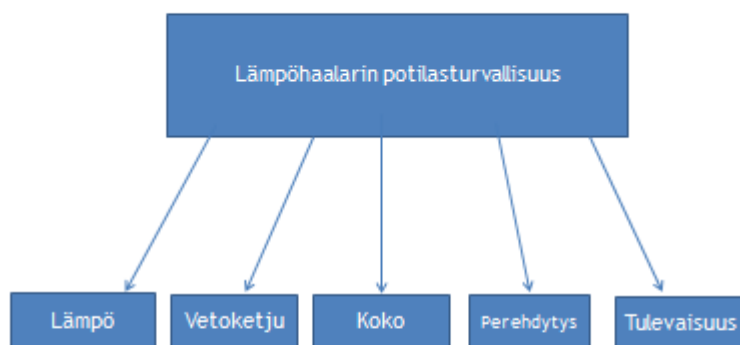 Lämpöhaalarin potilasturvallisuus
Lämpö
Vetoketju
Koko
Perehdytys
Tulevaisuus